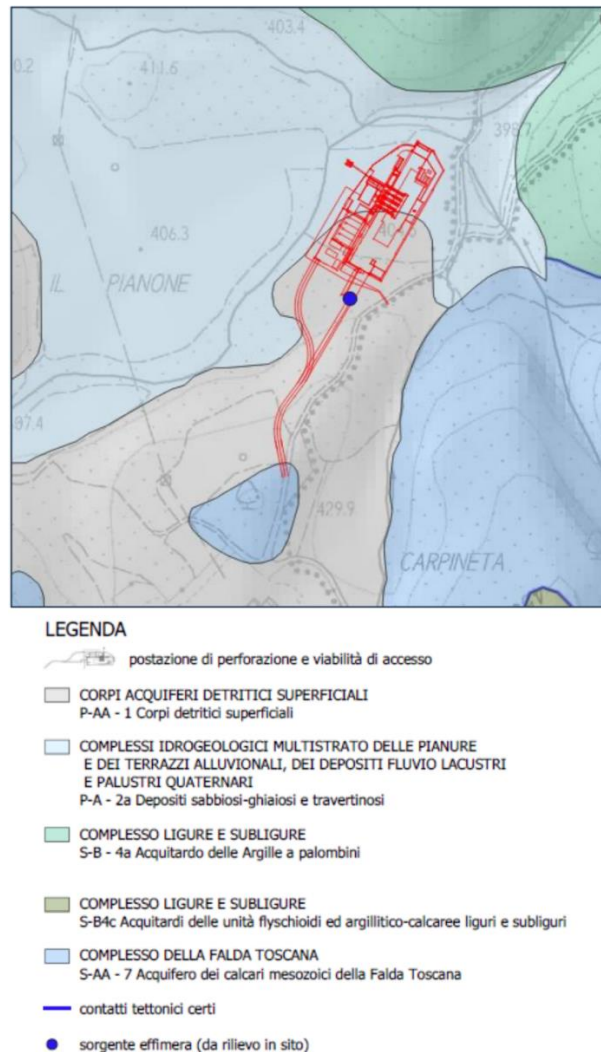 403.4
0.2
411.6
398.7
406.3
IL PIANONE
07.4
429.9
CARPINETA
LEGENDA
postazione di perforazione e viabilità di accesso
CORPI ACQUIFERI DETRITICI SUPERFICIALI
P-AA - 1 Corpi detritici superficiali
COMPLESSI IDROGEOLOGICI MULTISTRATO DELLE PIANURE
E DEI TERRAZZI ALLUVIONALI, DEI DEPOSITI FLUVIO LACUSTRI
E PALUSTRI QUATERNARI
P-A - 2a Depositi sabbiosi-ghiaiosi e travertinosi
COMPLESSO LIGURE E SUBLIGURE
S-B - 4a Acquitardo delle Argille a palombini
COMPLESSO LIGURE E SUBLIGURE
S-B4c Acquitardi delle unità flyschioidi ed argillitico-calcaree liguri e subliguri
COMPLESSO DELLA FALDA TOSCANA
S-AA - 7 Acquifero dei calcari mesozoici della Falda Toscana
contatti tettonici certi
sorgente effimera (da rilievo in sito)